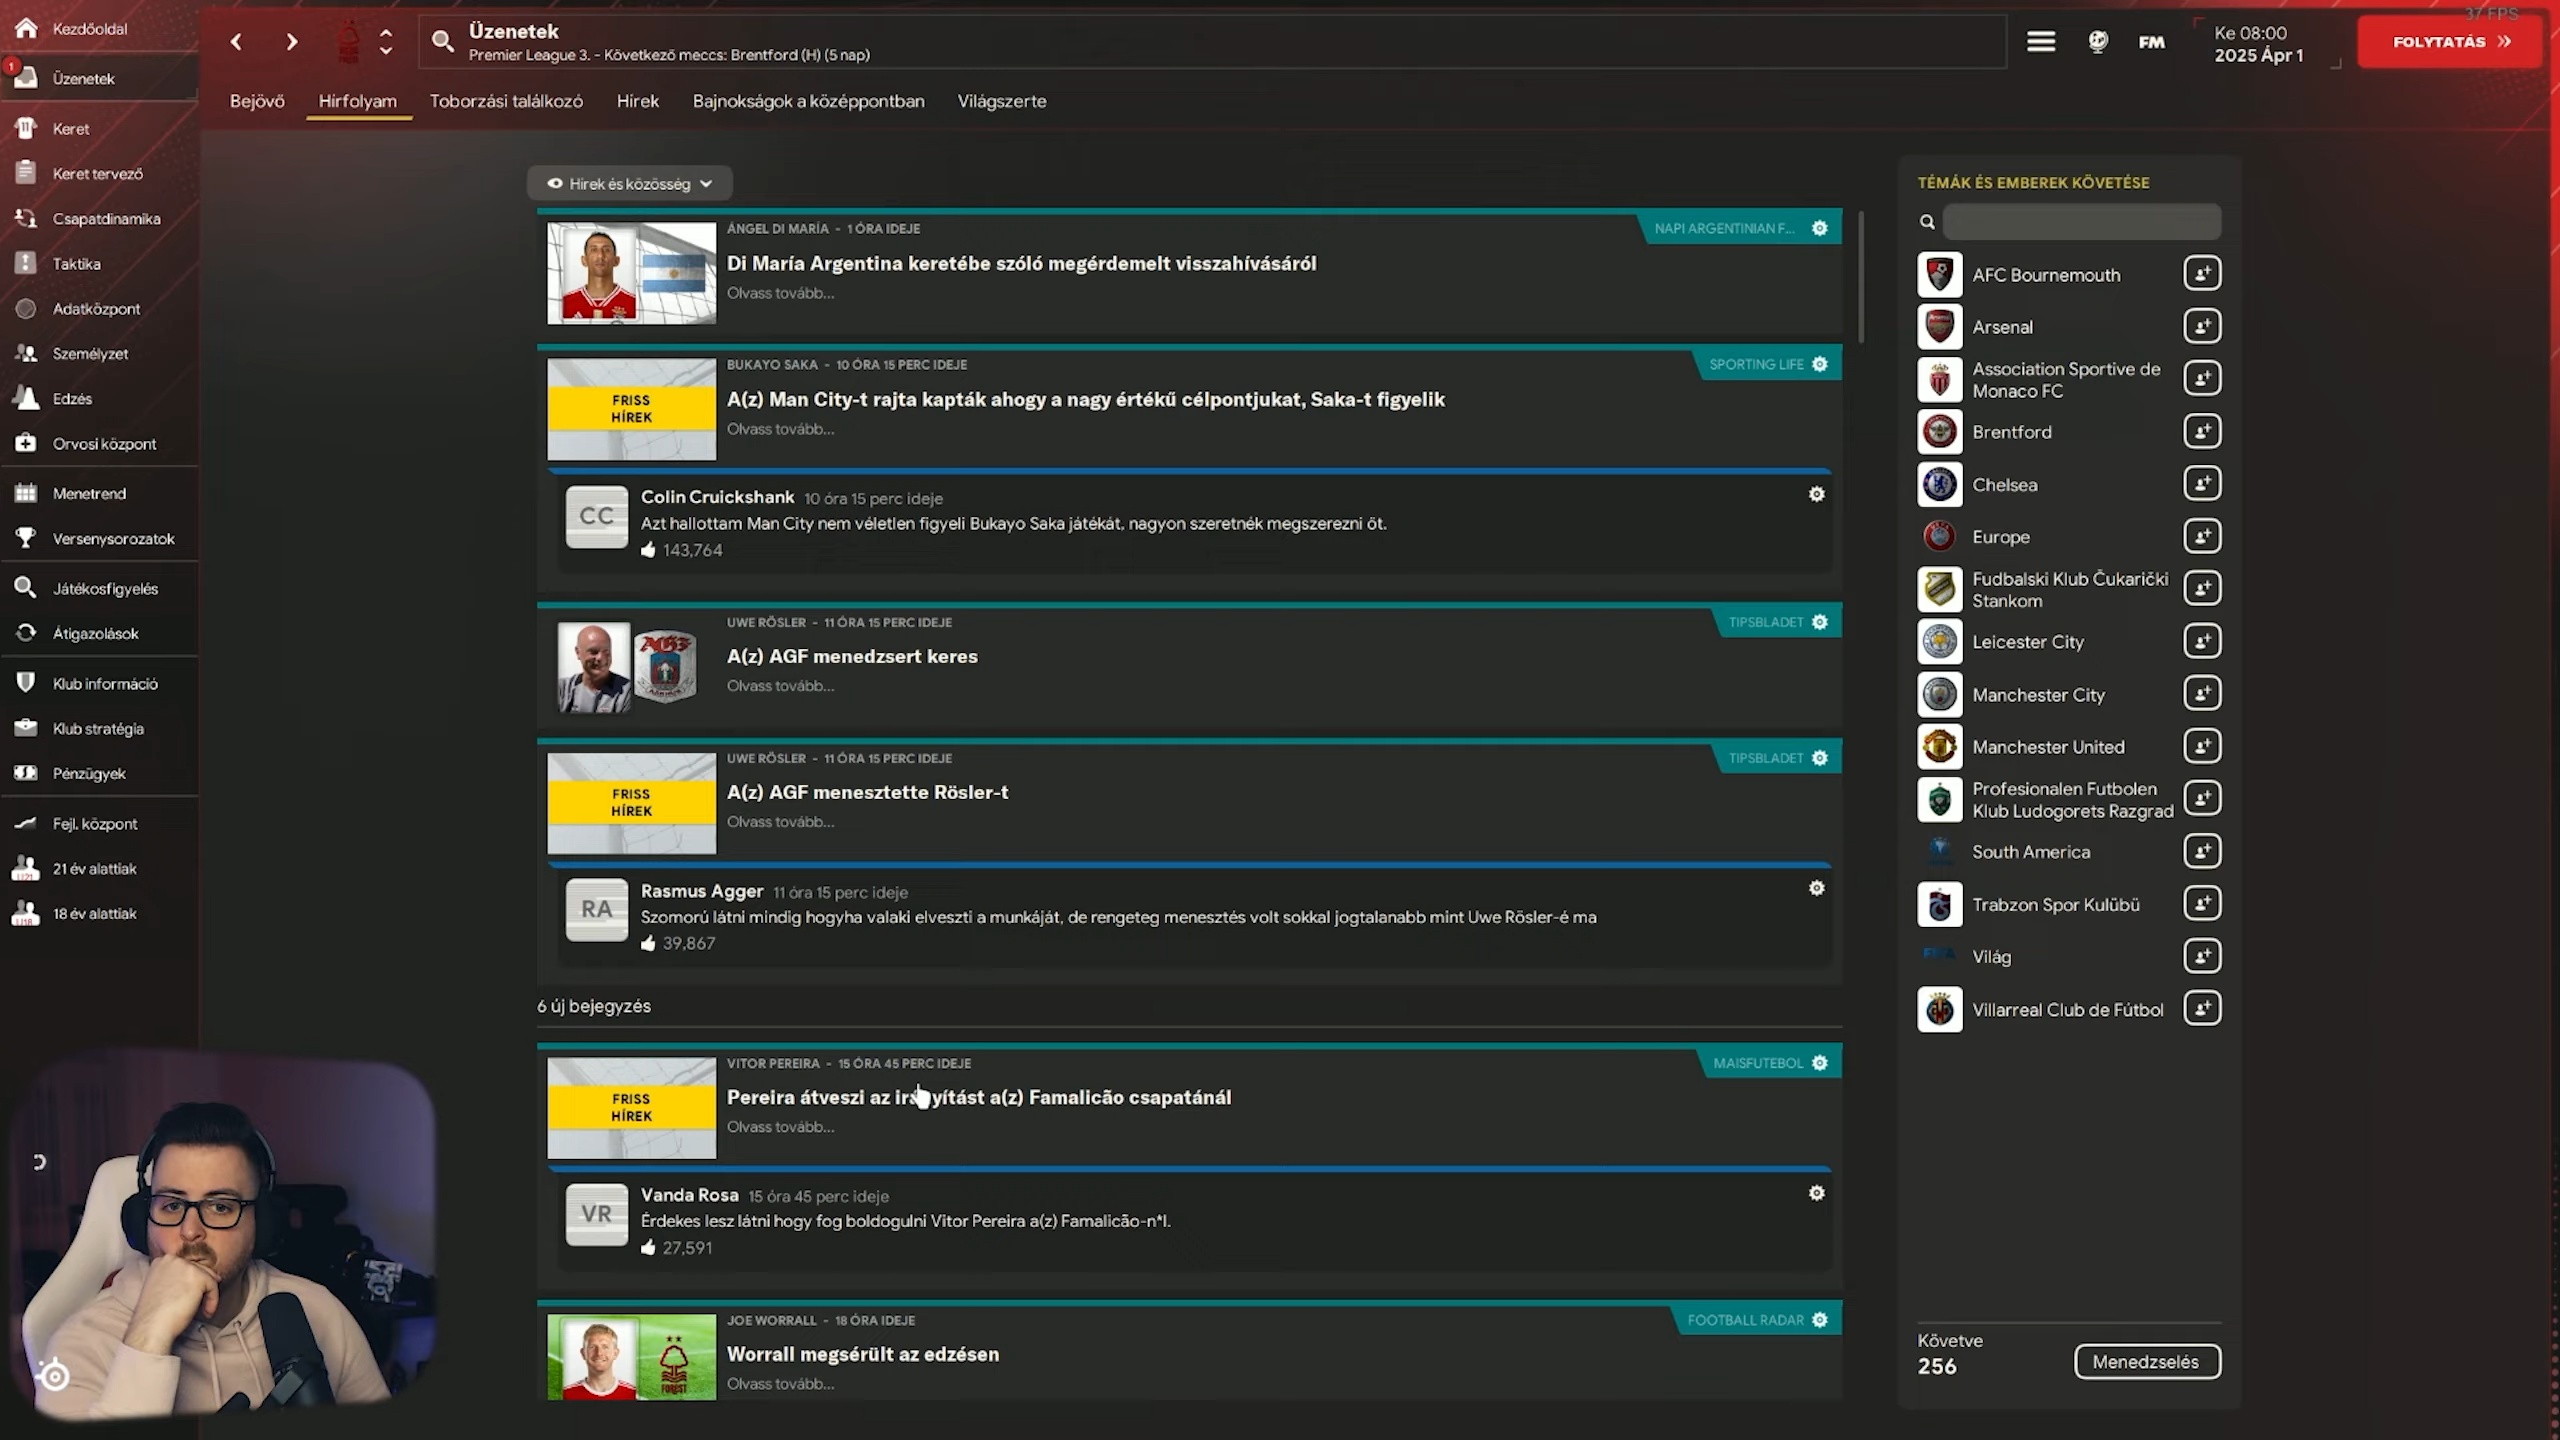 Kezdőoldal
1
Üzenetek
Keret
Keret tervező
Csapatdinamika
Taktika
Adatközpont
Személyzet
Edzés
Orvosi központ
Menetrend
Versenysorozatok
Játékosfigyelés
Átigazolások
Klub információ
Klub stratégia
Pénzügyek
Fejl. központ
21 év alattiak
18 év alattiak
Üzenetek
Premier League 3. - Következő meccs: Brentford (H) (5 nap)
FM
Ke 08:00
2025 Ápr 1
37 FPS
FOLYTATÁS
Bejövő
Hírfolyam
Toborzási találkozó
Hírek
Bajnokságok a középpontban
Világszerte
Hírek és közösség
ÁNGEL DI MARÍA - 1 ÓRA IDEJE
NAPI ARGENTINIAN F...
Di María Argentina keretébe szóló megérdemelt visszahívásáról
Olvass tovább...
FRISS
HÍREK
BUKAYO SAKA - 10 ÓRA 15 PERC IDEJE
SPORTING LIFE
A(z) Man City-t rajta kapták ahogy a nagy értékű célpontjukat, Saka-t figyelik
Olvass tovább...
CC
Colin Cruickshank 10 óra 15 perc ideje
Azt hallottam Man City nem véletlen figyeli Bukayo Saka játékát, nagyon szeretnék megszerezni őt.
143,764
UWE RÖSLER - 11 ÓRA 15 PERC IDEJE
TIPSBLADET
A(z) AGF menedzsert keres
Olvass tovább...
FRISS
HÍREK
UWE RÖSLER - 11 ÓRA 15 PERC IDEJE
TIPSBLADET
A(z) AGF menesztette Rösler-t
Olvass tovább...
RA
Rasmus Agger 11 óra 15 perc ideje
Szomorú látni mindig hogyha valaki elveszti a munkáját, de rengeteg menesztés volt sokkal jogtalanabb mint Uwe Rösler-é ma
39,867
6 új bejegyzés
FRISS
HÍREK
VITOR PEREIRA - 15 ÓRA 45 PERC IDEJE
MAISFUTEBOL
Pereira átveszi az irányítást a(z) Famalicão csapatánál
Olvass tovább...
VR
Vanda Rosa 15 óra 45 perc ideje
Érdekes lesz látni hogy fog boldogulni Vitor Pereira a(z) Famalicão-n*l.
27,591
FOREST
JOE WORRALL - 18 ÓRA IDEJE
FOOTBALL RADAR
Worrall megsérült az edzésen
Olvass tovább...
TÉMÁK ÉS EMBEREK KÖVETÉSE
AFC Bournemouth
Arsenal
Association Sportive de
Monaco FC
Brentford
Chelsea
Europe
Fudbalski Klub Čukarički
Stankom
Leicester City
Manchester City
Manchester United
Profesionalen Futbolen
Klub Ludogorets Razgrad
South America
Trabzon Spor Kulübü
Világ
Villarreal Club de Fútbol
Követve
256
Menedzselés